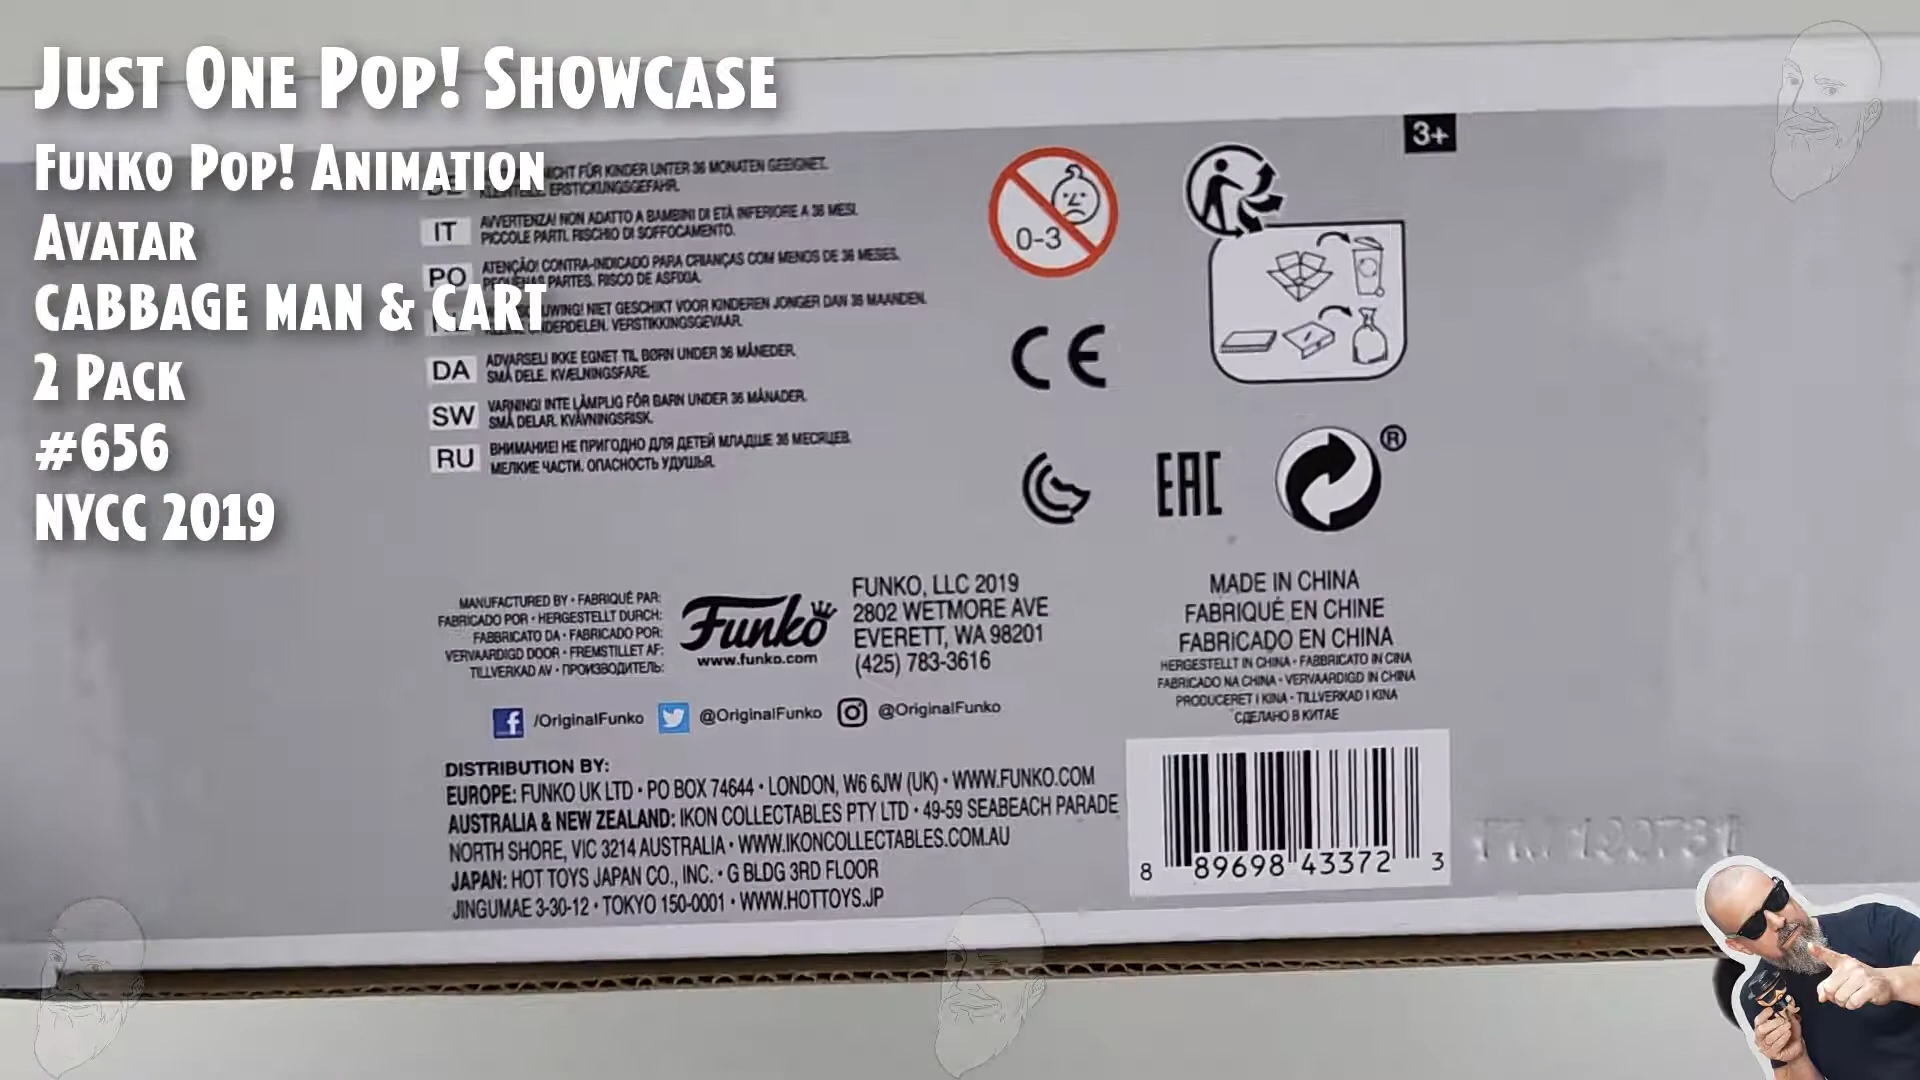 Just One Pop! Showcase
Funko Pop! Animation
Avatar
CABBAGE MAN & CART
2 Pack
#656
NYCC 2019
3+
NICHT FÜR KINDER UNTER 36 MONATEN GEEIGNET.
ERSTICKUNGSGEFAHR.
IT AVVERTENZA! NON ADATTO A BAMBINI DI ETÀ INFERIORE A 36 MESI.
PICCOLE PARTI. RISCHIO DI SOFFOCAMENTO.
PO ATENÇÃO! CONTRA-INDICADO PARA CRIANÇAS COM MENOS DE 36 MESES.
PEQUENAS PARTES. RISCO DE ASFIXIA.
NIET GESCHIKT VOOR KINDEREN JONGER DAN 36 MAANDEN.
VERSTIKKINGSGEVAAR.
DA ADVARSEL! IKKE EGNET TIL BØRN UNDER 36 MÅNEDER.
SMÅ DELE. KVÆLNINGSFARE.
SW VARNING! INTE LÄMPLIG FÖR BARN UNDER 36 MÅNADER.
SMÅ DELAR. KVÄVNINGSRISK.
RU ВНИМАНИЕ! НЕ ПРИГОДНО ДЛЯ ДЕТЕЙ МЛАДШЕ 36 МЕСЯЦЕВ.
МЕЛКИЕ ЧАСТИ. ОПАСНОСТЬ УДУШЬЯ.
0-3
CE
EAC
®
MANUFACTURED BY • FABRIQUÉ PAR:
FABRICADO POR • HERGESTELLT DURCH:
FABBRICATO DA • FABRICADO POR:
VERVAARDIGD DOOR • FREMSTILLET AF:
TILLVERKAD AV • ПРОИЗВОДИТЕЛЬ:
Funko
www.funko.com
FUNKO, LLC 2019
2802 WETMORE AVE
EVERETT, WA 98201
(425) 783-3616
MADE IN CHINA
FABRIQUÉ EN CHINE
FABRICADO EN CHINA
HERGESTELLT IN CHINA • FABBRICATO IN CINA
FABRICADO NA CHINA • VERVAARDIGD IN CHINA
PRODUCERET I KINA • TILLVERKAD I KINA
СДЕЛАНО В КИТАЕ
/OriginalFunko @OriginalFunko @OriginalFunko
DISTRIBUTION BY:
EUROPE: FUNKO UK LTD • PO BOX 74644 • LONDON, W6 6JW (UK) • WWW.FUNKO.COM
AUSTRALIA & NEW ZEALAND: IKON COLLECTABLES PTY LTD • 49-59 SEABEACH PARADE
NORTH SHORE, VIC 3214 AUSTRALIA • WWW.IKONCOLLECTABLES.COM.AU
JAPAN: HOT TOYS JAPAN CO., INC. • G BLDG 3RD FLOOR
JINGUMAE 3-30-12 • TOKYO 150-0001 • WWW.HOTTOYS.JP
8 89698 43372 3